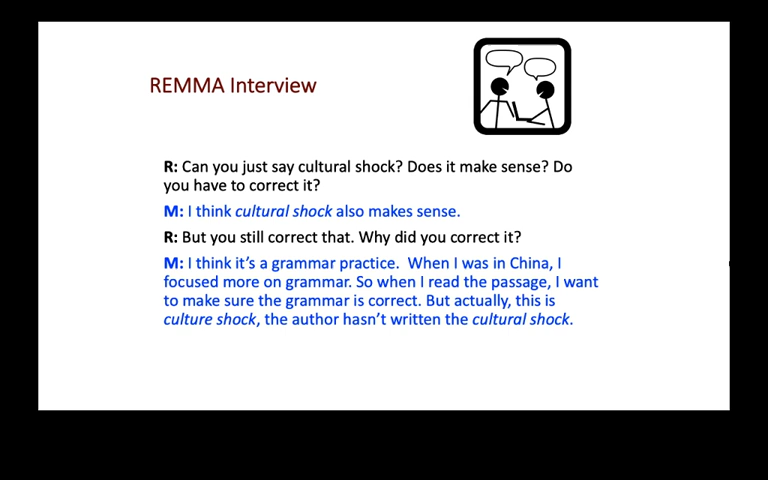 REMMA Interview
R: Can you just say cultural shock? Does it make sense? Do
you have to correct it?
M: I think cultural shock also makes sense.
R: But you still correct that. Why did you correct it?
M: I think it’s a grammar practice.  When I was in China, I
focused more on grammar. So when I read the passage, I want
to make sure the grammar is correct. But actually, this is
culture shock, the author hasn’t written the cultural shock.